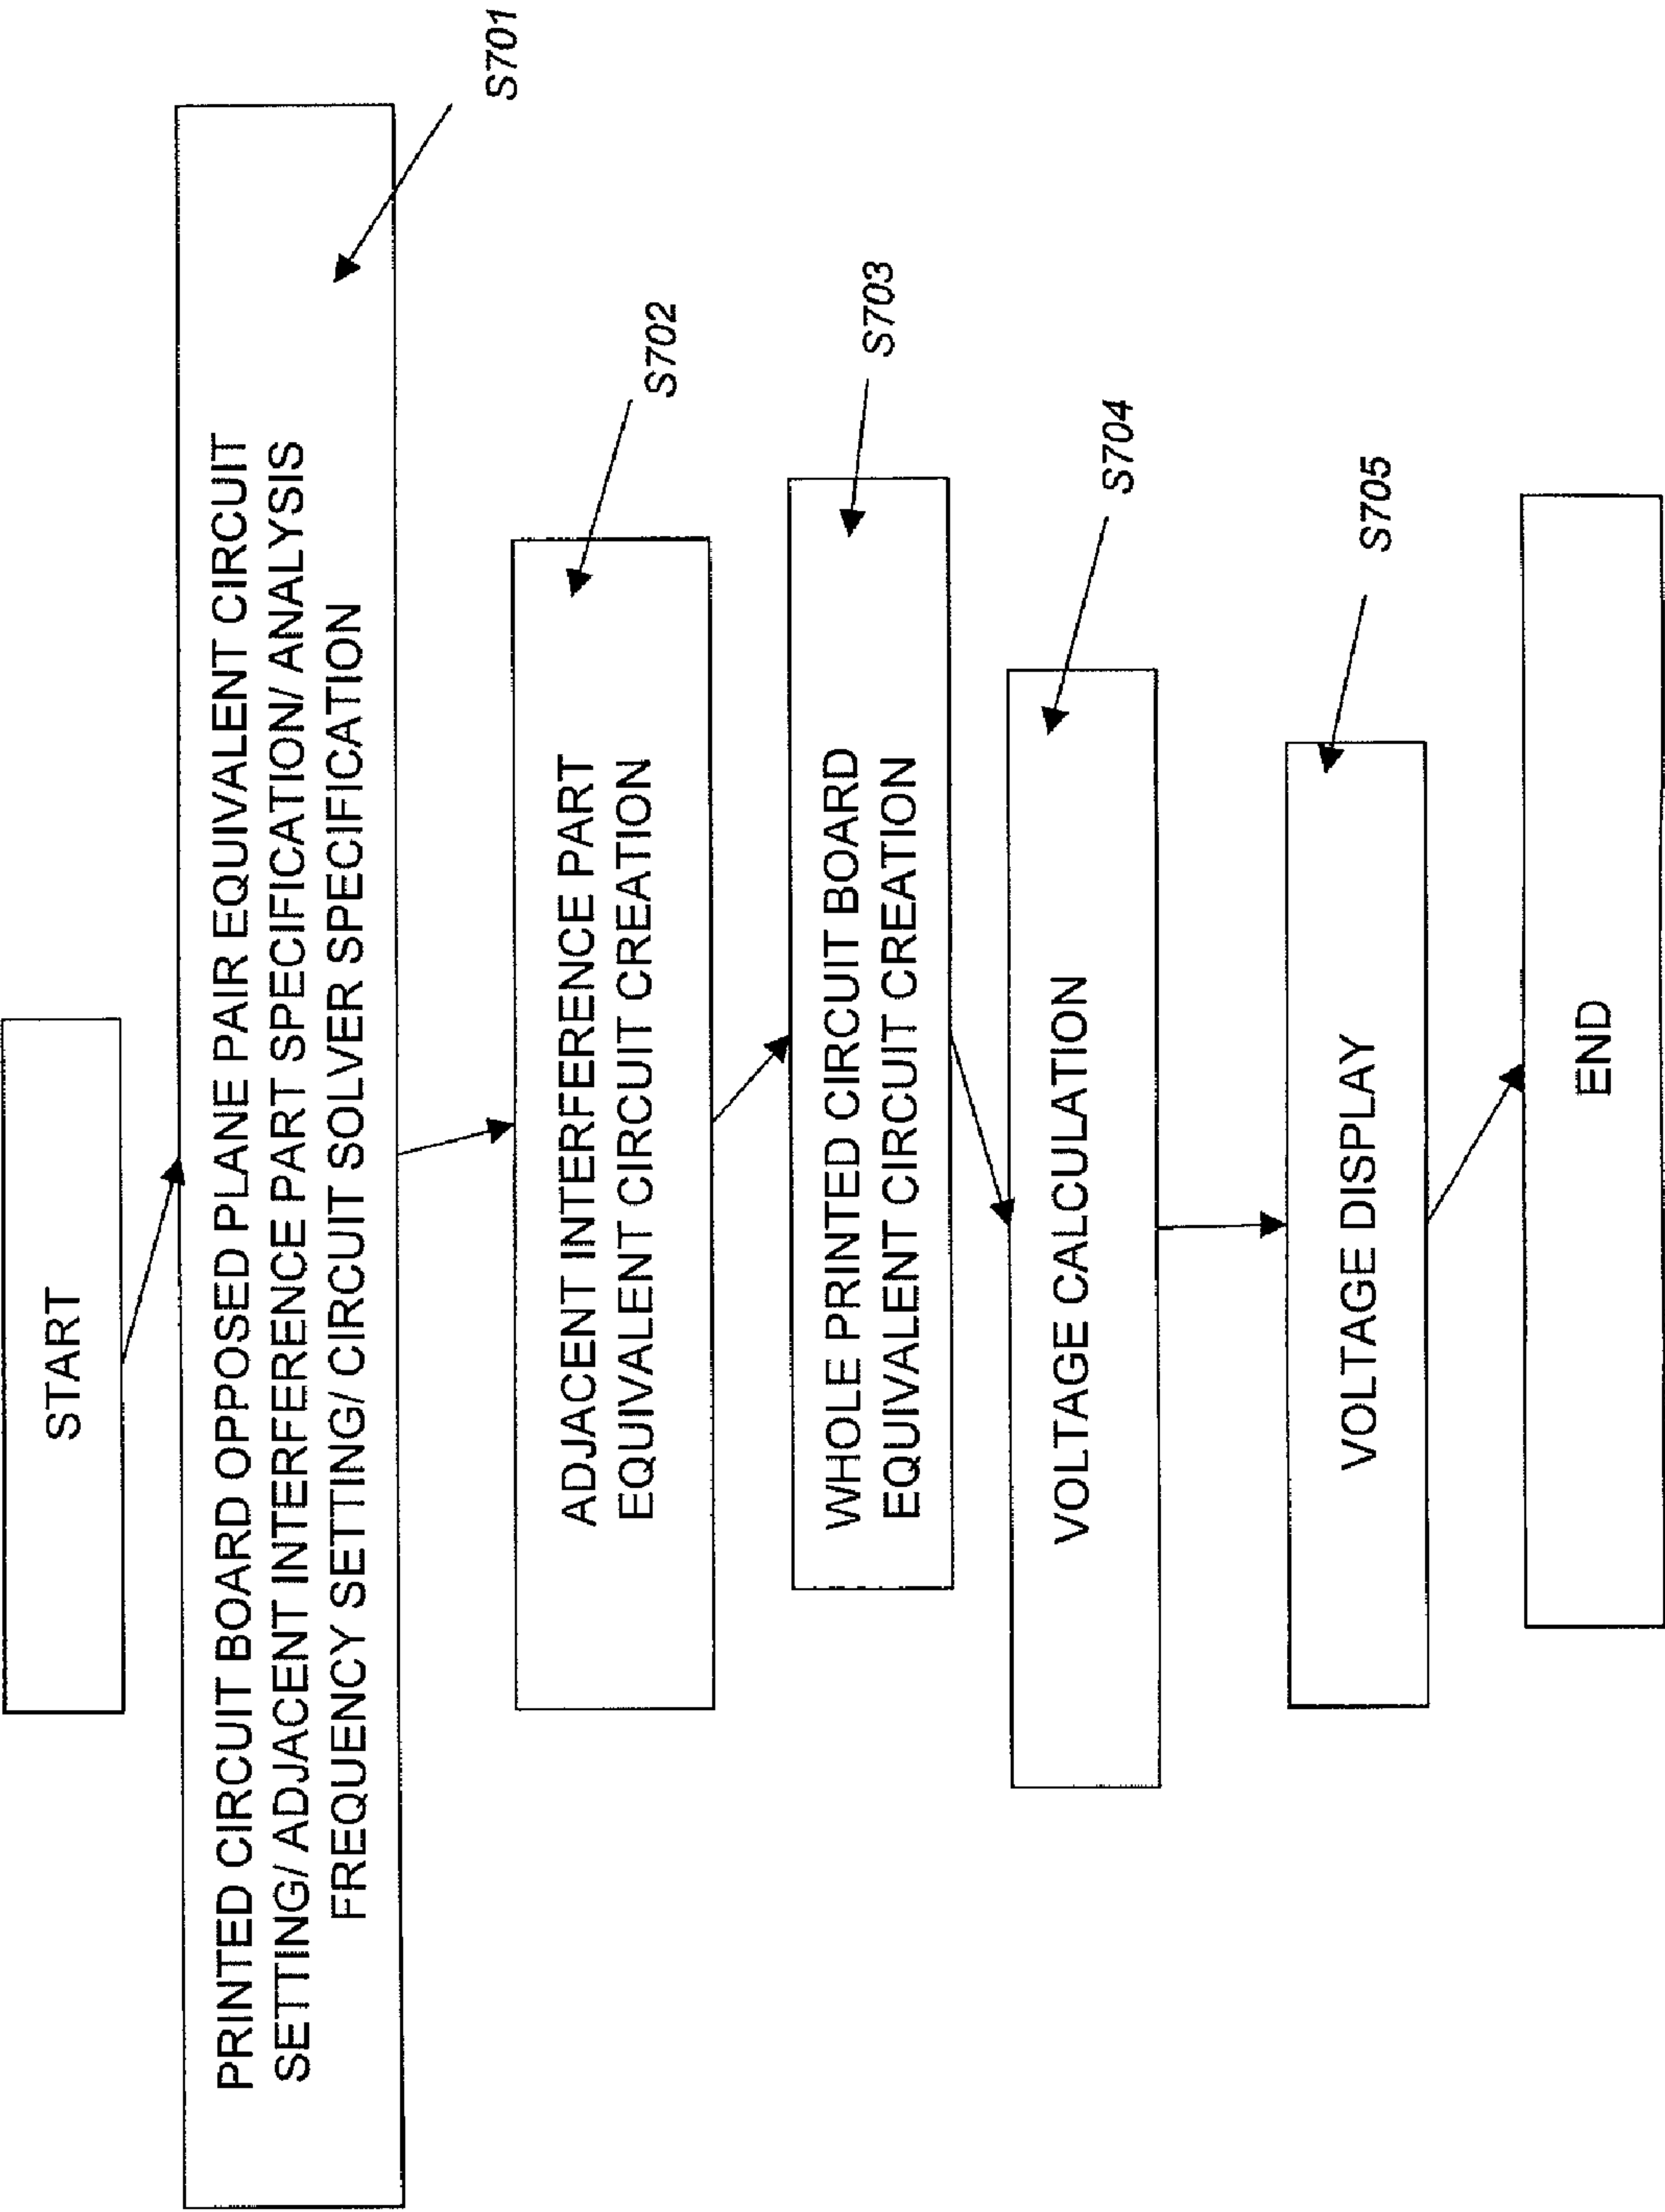 START
PRINTED CIRCUIT BOARD OPPOSED PLANE PAIR EQUIVALENT CIRCUIT
SETTING/ ADJACENT INTERFERENCE PART SPECIFICATION/ ANALYSIS
FREQUENCY SETTING/ CIRCUIT SOLVER SPECIFICATION
S701
ADJACENT INTERFERENCE PART
EQUIVALENT CIRCUIT CREATION
S702
WHOLE PRINTED CIRCUIT BOARD
EQUIVALENT CIRCUIT CREATION
S703
VOLTAGE CALCULATION
S704
VOLTAGE DISPLAY
S705
END